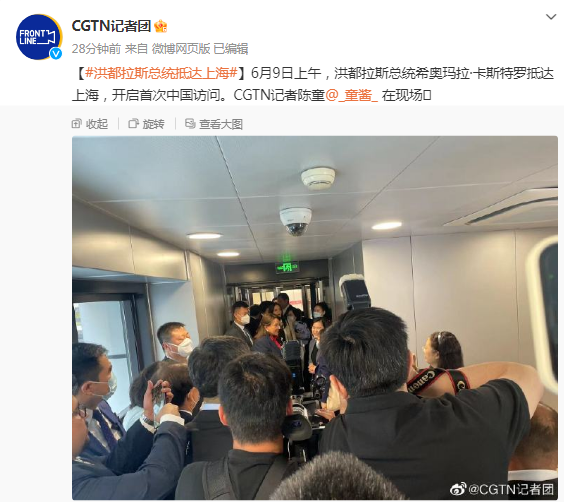 FRONT
LINE
CGTN记者团
28分钟前 来自 微博网页版 已编辑
【#洪都拉斯总统抵达上海#】6月9日上午，洪都拉斯总统希奥玛拉·卡斯特罗抵达
上海，开启首次中国访问。CGTN记者陈童@_童酱_ 在现场
收起 旋转 查看大图
Canon
@CGTN记者团